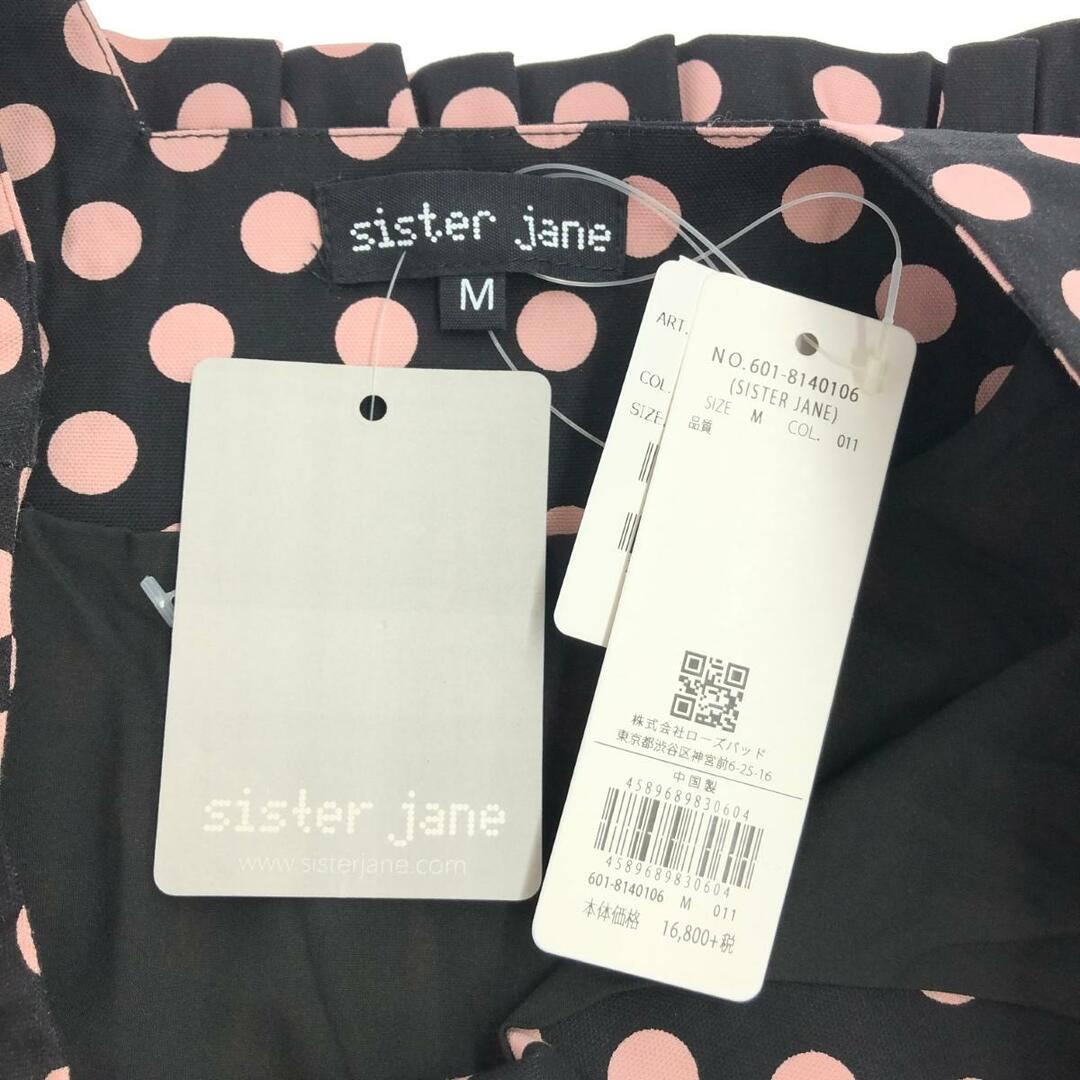 sister jane
M
ART.
COL.
SIZE.
NO.601-8140106
(SISTER JANE)
SIZE M COL. 011
品質
株式会社ローズバッド
東京都渋谷区神宮前6-25-16
中国製
4589689830604
4589689830604
601-8140106 M 011
本体価格 16,800+税
sister jane
www.sisterjane.com